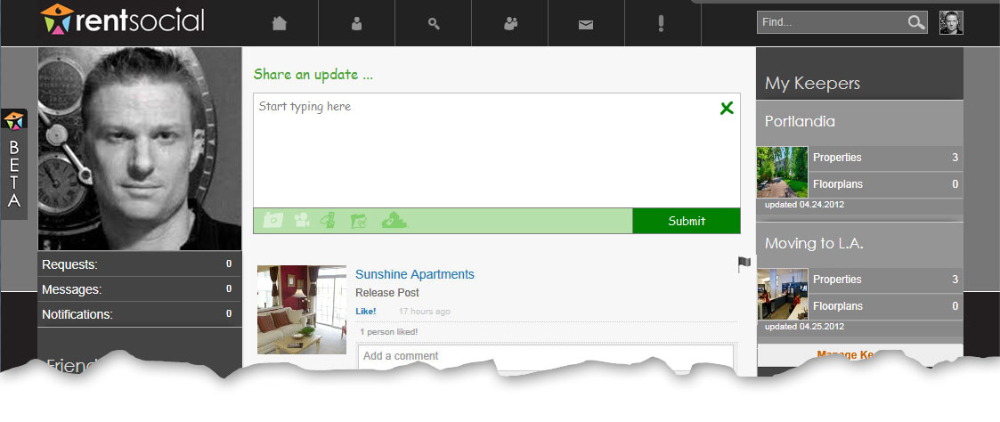 rentsocial
Find...
BETA
Requests: 0
Messages: 0
Notifications: 0
Friend
Share an update ...
Start typing here
Submit
Sunshine Apartments
Release Post
Like! 17 hours ago
1 person liked!
Add a comment
My Keepers
Portlandia
Properties 3
Floorplans 0
updated 04.24.2012
Moving to L.A.
Properties 3
Floorplans 0
updated 04.25.2012
Manage Ke